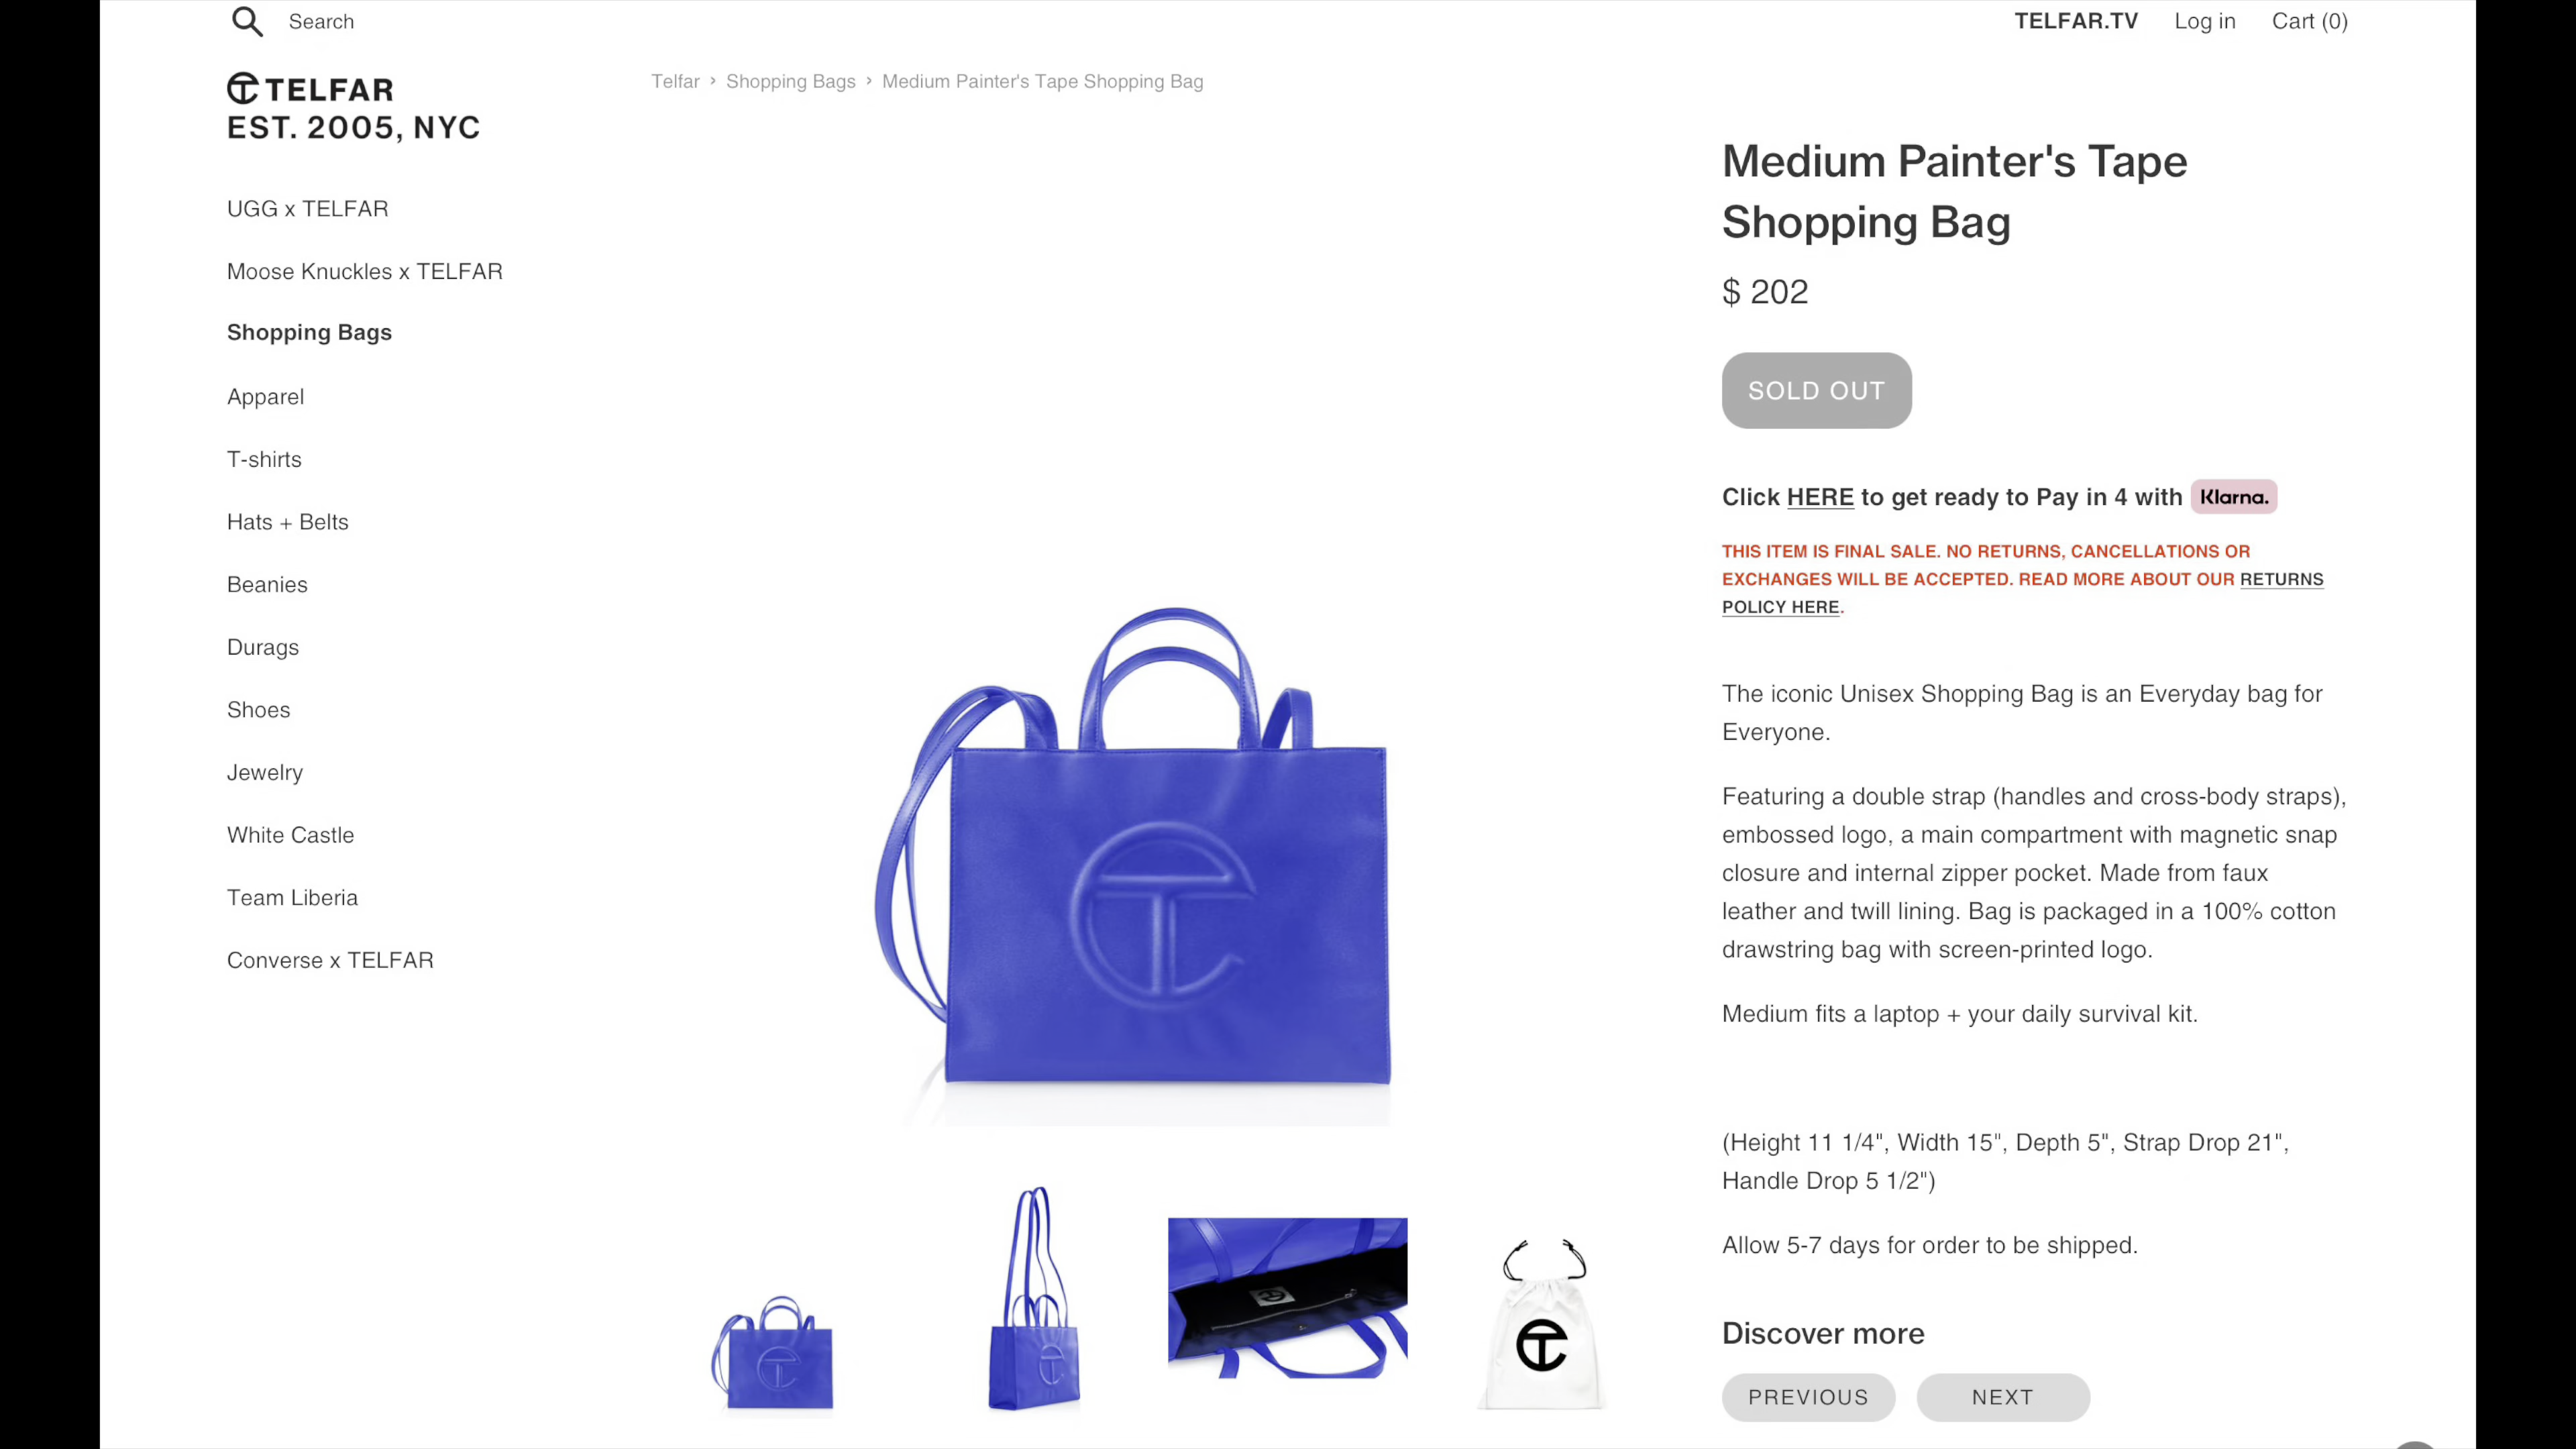 Search
TELFAR.TV
Log in
Cart (0)
TELFAR
EST. 2005, NYC
UGG x TELFAR
Moose Knuckles x TELFAR
Shopping Bags
Apparel
T-shirts
Hats + Belts
Beanies
Durags
Shoes
Jewelry
White Castle
Team Liberia
Converse x TELFAR
Telfar › Shopping Bags › Medium Painter's Tape Shopping Bag
Medium Painter's Tape
Shopping Bag
$ 202
SOLD OUT
Click HERE to get ready to Pay in 4 with Klarna.
THIS ITEM IS FINAL SALE. NO RETURNS, CANCELLATIONS OR
EXCHANGES WILL BE ACCEPTED. READ MORE ABOUT OUR RETURNS
POLICY HERE.
The iconic Unisex Shopping Bag is an Everyday bag for
Everyone.
Featuring a double strap (handles and cross-body straps),
embossed logo, a main compartment with magnetic snap
closure and internal zipper pocket. Made from faux
leather and twill lining. Bag is packaged in a 100% cotton
drawstring bag with screen-printed logo.
Medium fits a laptop + your daily survival kit.
(Height 11 1/4", Width 15", Depth 5", Strap Drop 21",
Handle Drop 5 1/2")
Allow 5-7 days for order to be shipped.
Discover more
PREVIOUS
NEXT